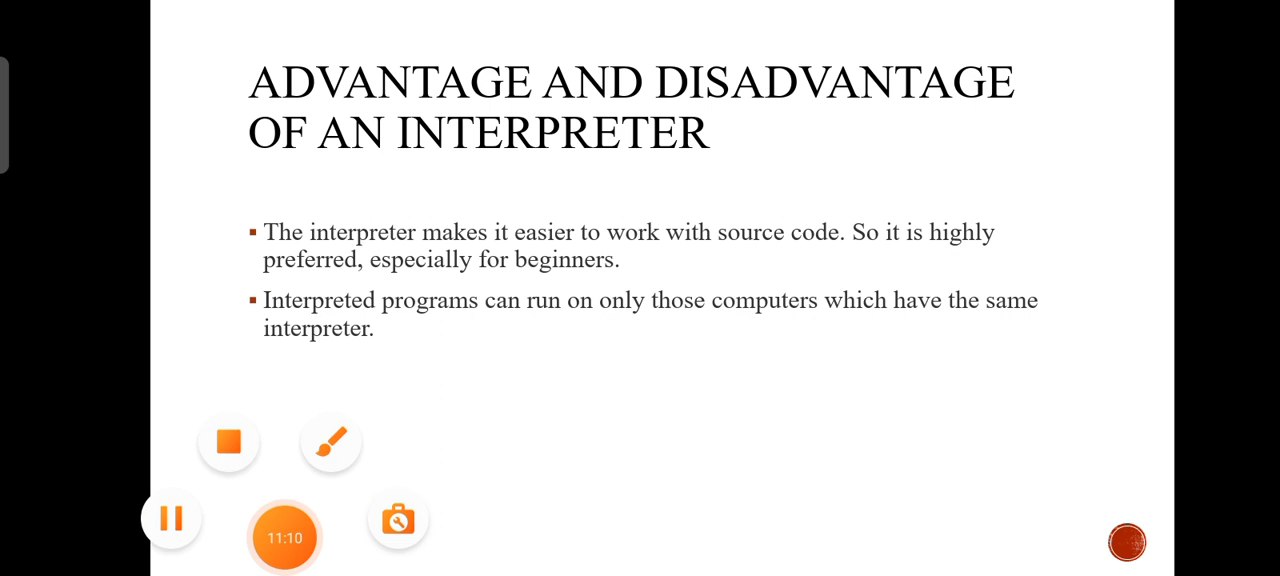 ADVANTAGE AND DISADVANTAGE
OF AN INTERPRETER
▪ The interpreter makes it easier to work with source code. So it is highly
preferred, especially for beginners.
▪ Interpreted programs can run on only those computers which have the same
interpreter.
11:10